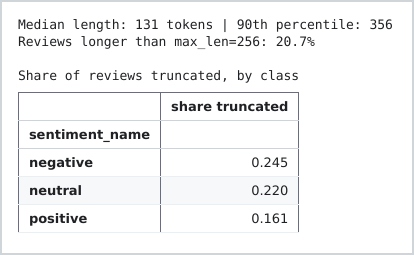 Median length: 131 tokens | 90th percentile: 356
Reviews longer than max_len=256: 20.7%
Share of reviews truncated, by class
share truncated
sentiment_name
negative 0.245
neutral 0.220
positive 0.161